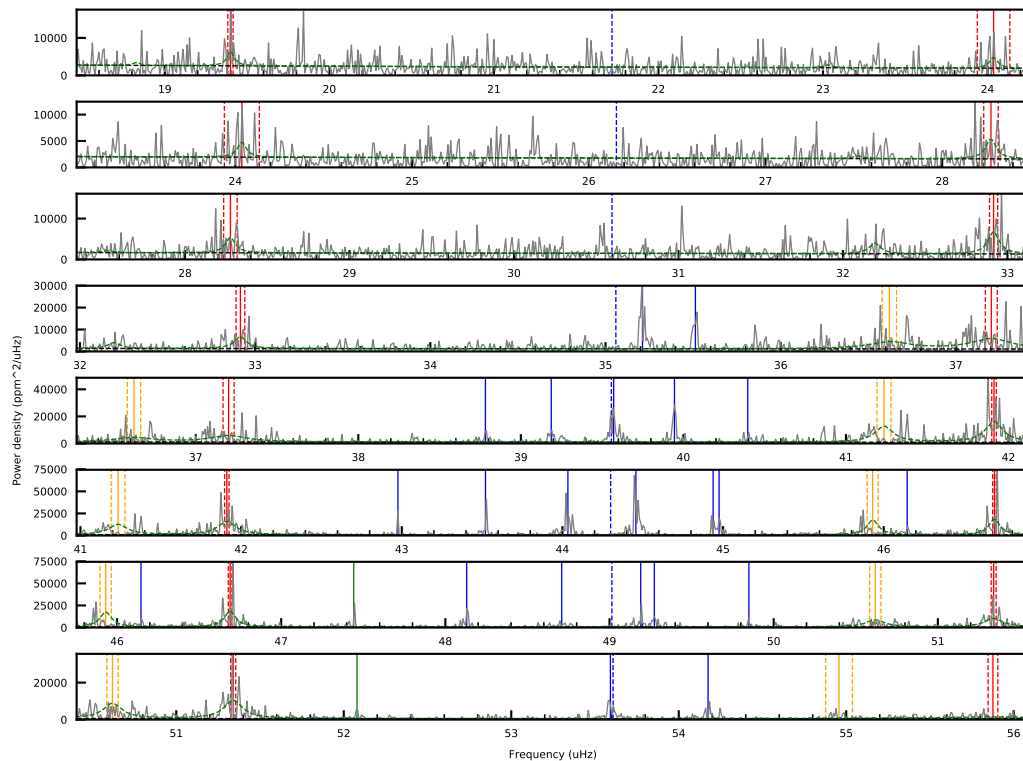 10000
0
19 20 21 22 23 24
10000
5000
0
24 25 26 27 28
10000
0
28 29 30 31 32 33
30000
20000
10000
0
32 33 34 35 36 37
40000
20000
0
37 38 39 40 41 42
Power density (ppm^2/uHz)
75000
50000
25000
0
41 42 43 44 45 46
75000
50000
25000
0
46 47 48 49 50 51
20000
0
51 52 53 54 55 56
Frequency (uHz)